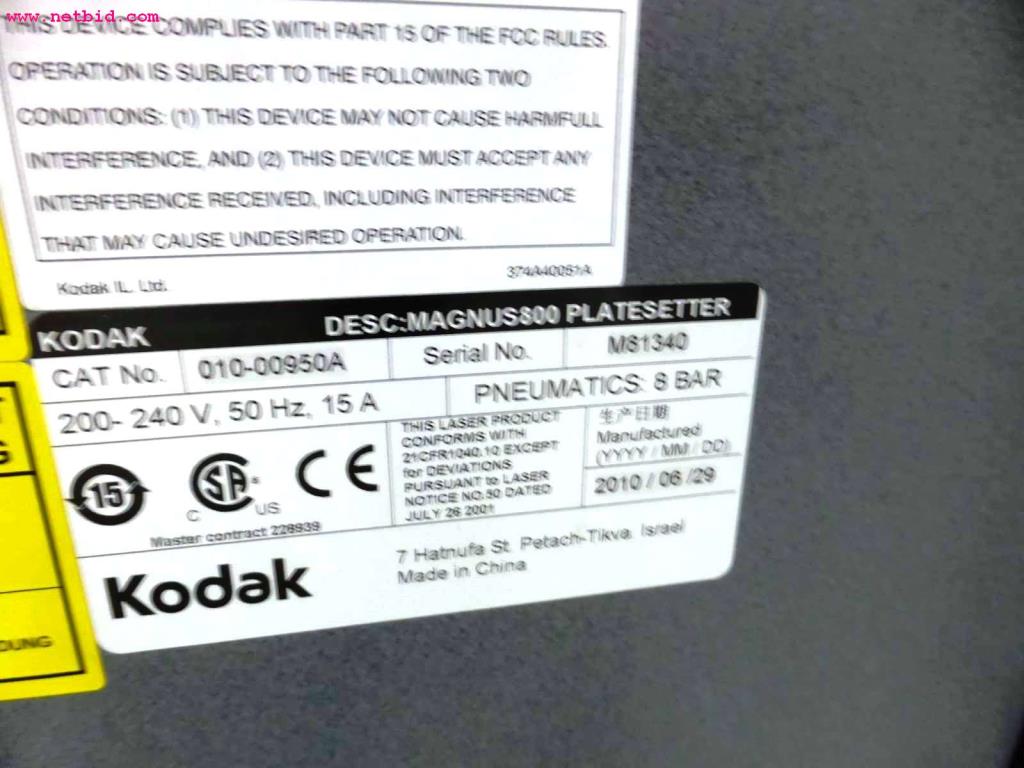 www.netbid.com
THIS DEVICE COMPLIES WITH PART 15 OF THE FCC RULES.
OPERATION IS SUBJECT TO THE FOLLOWING TWO
CONDITIONS: (1) THIS DEVICE MAY NOT CAUSE HARMFULL
INTERFERENCE, AND (2) THIS DEVICE MUST ACCEPT ANY
INTERFERENCE RECEIVED, INCLUDING INTERFERENCE
THAT MAY CAUSE UNDESIRED OPERATION.
Kodak IL. Ltd.
374A40061A
KODAK DESC:MAGNUS800 PLATESETTER
CAT No. 010-00950A Serial No. M81340
200- 240 V, 50 Hz, 15 A PNEUMATICS: 8 BAR
THIS LASER PRODUCT
CONFORMS WITH
21CFR1040.10 EXCEPT
for DEVIATIONS
PURSUANT to LASER
NOTICE NO.50 DATED
JULY 26 2001
生产日期
Manufactured
(YYYY / MM / DD)
2010 / 06 /29
15
SA
C US
CE
Master contract 228939
Kodak
7 Hatnufa St. Petach-Tikva. Israel
Made in China
DUNG